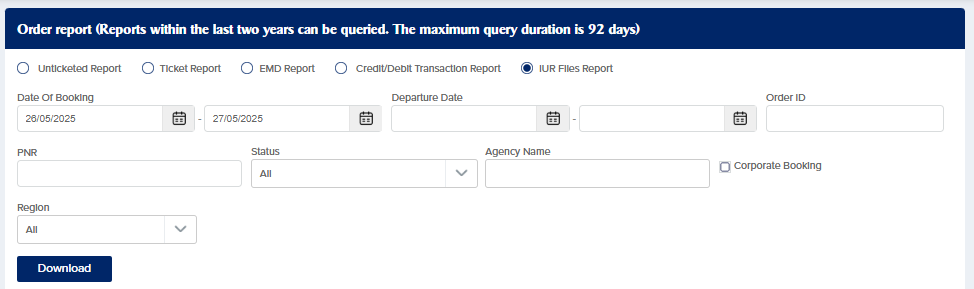 Order report (Reports within the last two years can be queried. The maximum query duration is 92 days)
Unticketed Report Ticket Report EMD Report Credit/Debit Transaction Report IUR Files Report
Date Of Booking Departure Date Order ID
26/05/2025 - 27/05/2025 -
PNR Status Agency Name
All Corporate Booking
Region
All
Download